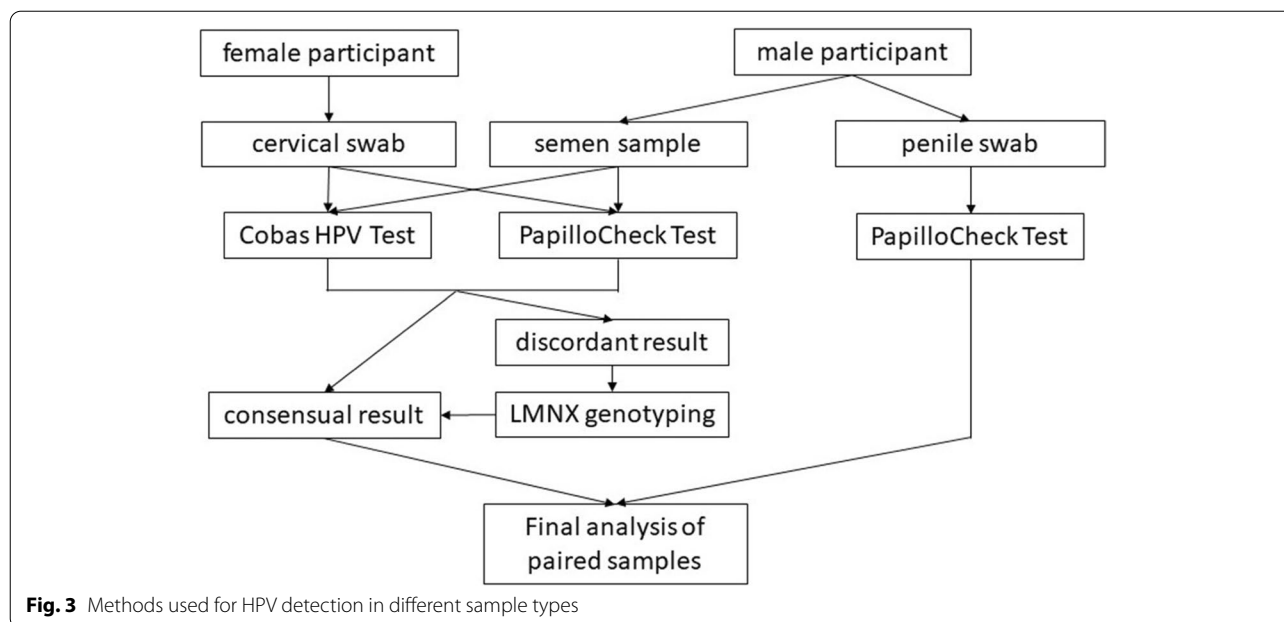 female participant
male participant
cervical swab
semen sample
penile swab
Cobas HPV Test
PapilloCheck Test
PapilloCheck Test
discordant result
consensual result
LMNX genotyping
Final analysis of
paired samples
Fig. 3 Methods used for HPV detection in different sample types